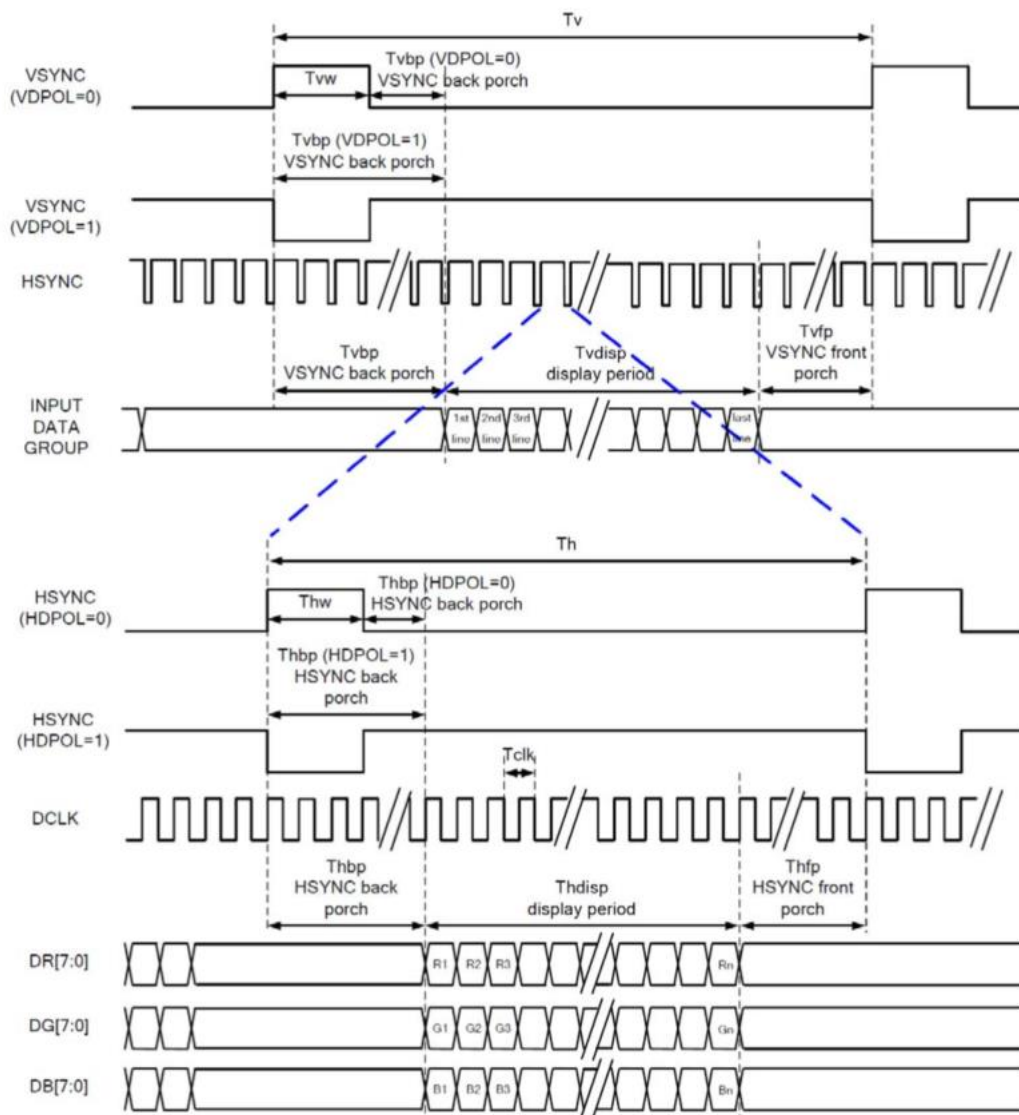 Tv
VSYNC
(VDPOL=0)
Tvw
Tvbp (VDPOL=0)
VSYNC back porch
Tvbp (VDPOL=1)
VSYNC back porch
VSYNC
(VDPOL=1)
HSYNC
Tvbp
VSYNC back porch
Tvdisp
display period
Tvfp
VSYNC front
porch
INPUT
DATA
GROUP
1st
line
2nd
line
3rd
line
last
line
Th
HSYNC
(HDPOL=0)
Thw
Thbp (HDPOL=0)
HSYNC back porch
Thbp (HDPOL=1)
HSYNC back
porch
HSYNC
(HDPOL=1)
Tclk
DCLK
Thbp
HSYNC back
porch
Thdisp
display period
Thfp
HSYNC front
porch
DR[7:0]
R1 R2 R3 Rn
DG[7:0]
G1 G2 G3 Gn
DB[7:0]
B1 B2 B3 Bn